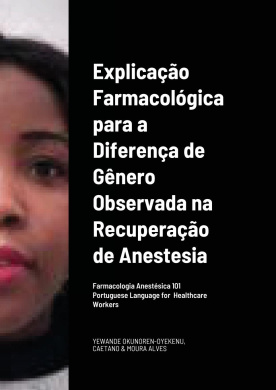 Explicação
Farmacológica
para a
Diferença de
Gênero
Observada na
Recuperação
de Anestesia
Farmacologia Anestésica 101
Portuguese Language for Healthcare
Workers
YEWANDE OKUNOREN-OYEKENU,
CAETANO & MOURA ALVES